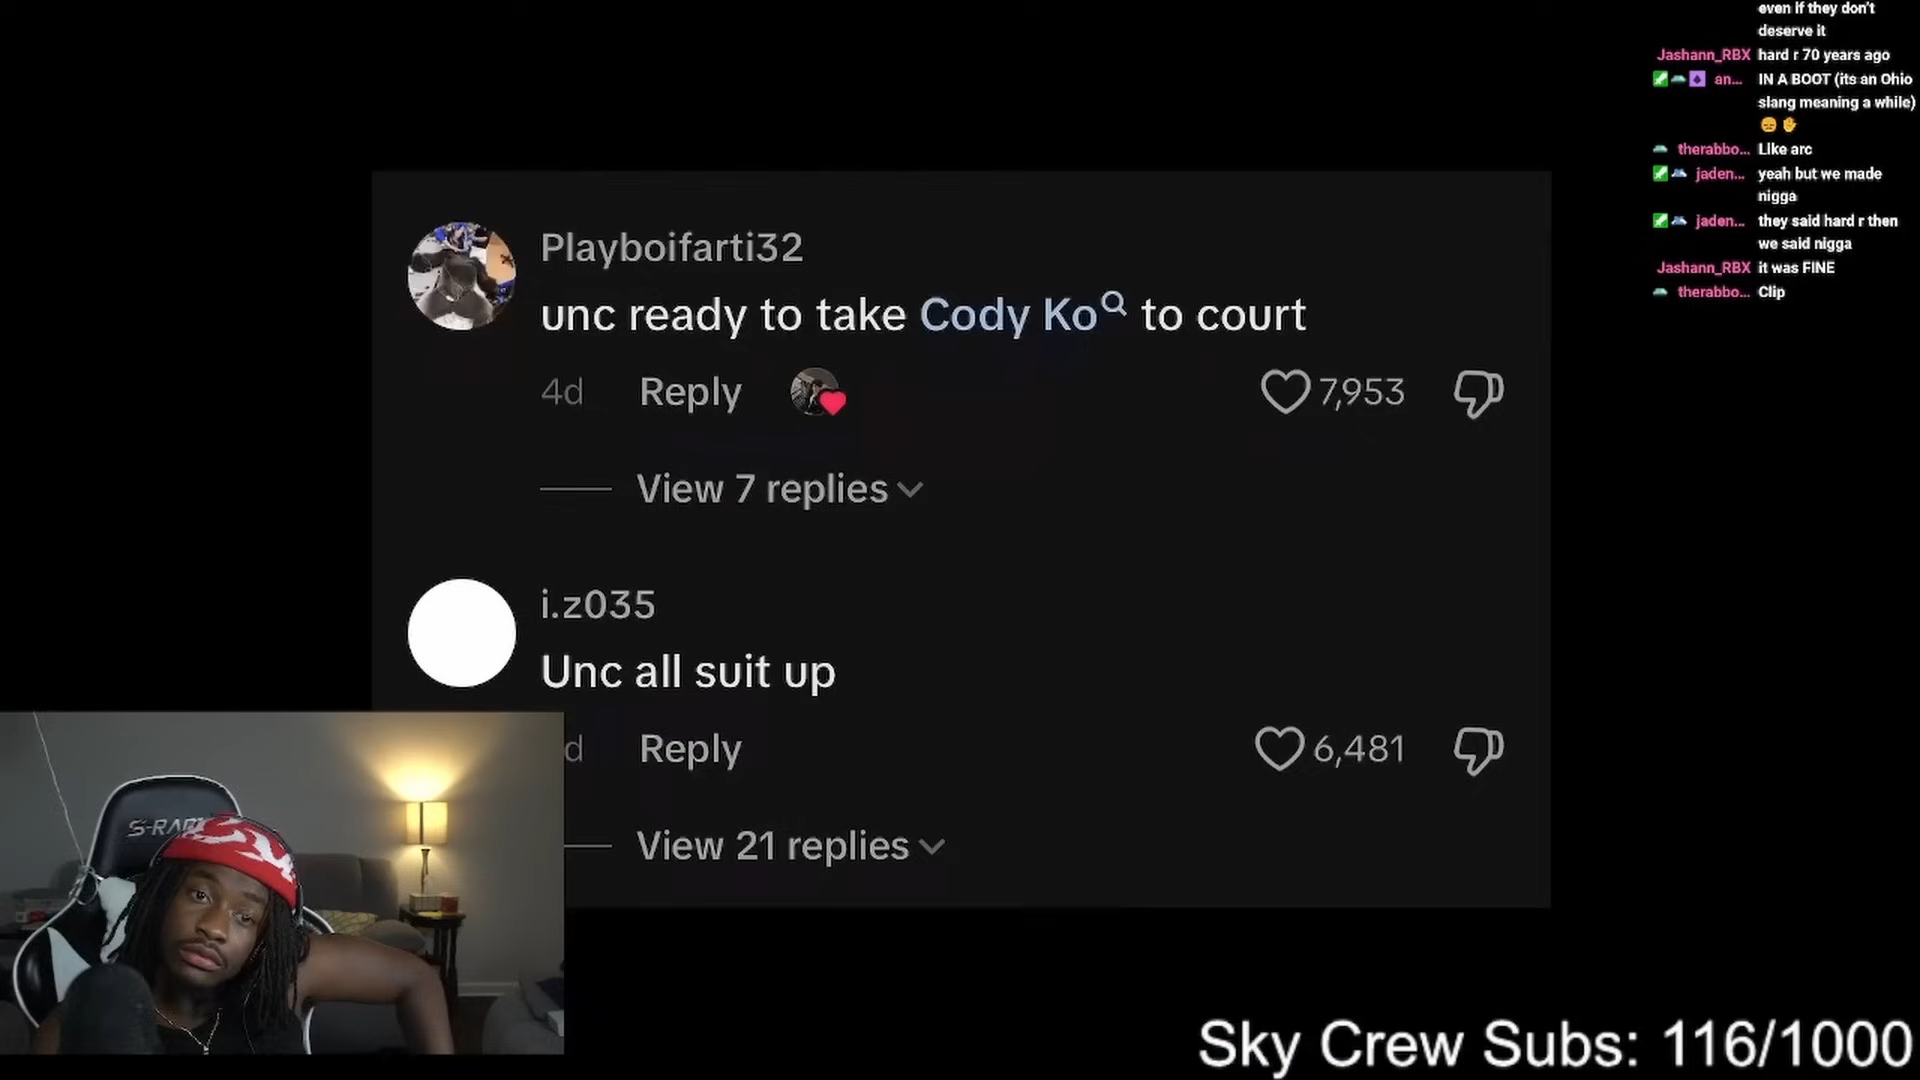 even if they don't
deserve it
Jashann_RBX hard r 70 years ago
an... IN A BOOT (its an Ohio
slang meaning a while)
😞 ✋
therabbo... Like arc
jaden... yeah but we made
nigga
jaden... they said hard r then
we said nigga
Jashann_RBX it was FINE
therabbo... Clip
Playboifarti32
unc ready to take Cody Ko to court
4d Reply 7,953
View 7 replies
i.z035
Unc all suit up
d Reply 6,481
View 21 replies
Sky Crew Subs: 116/1000